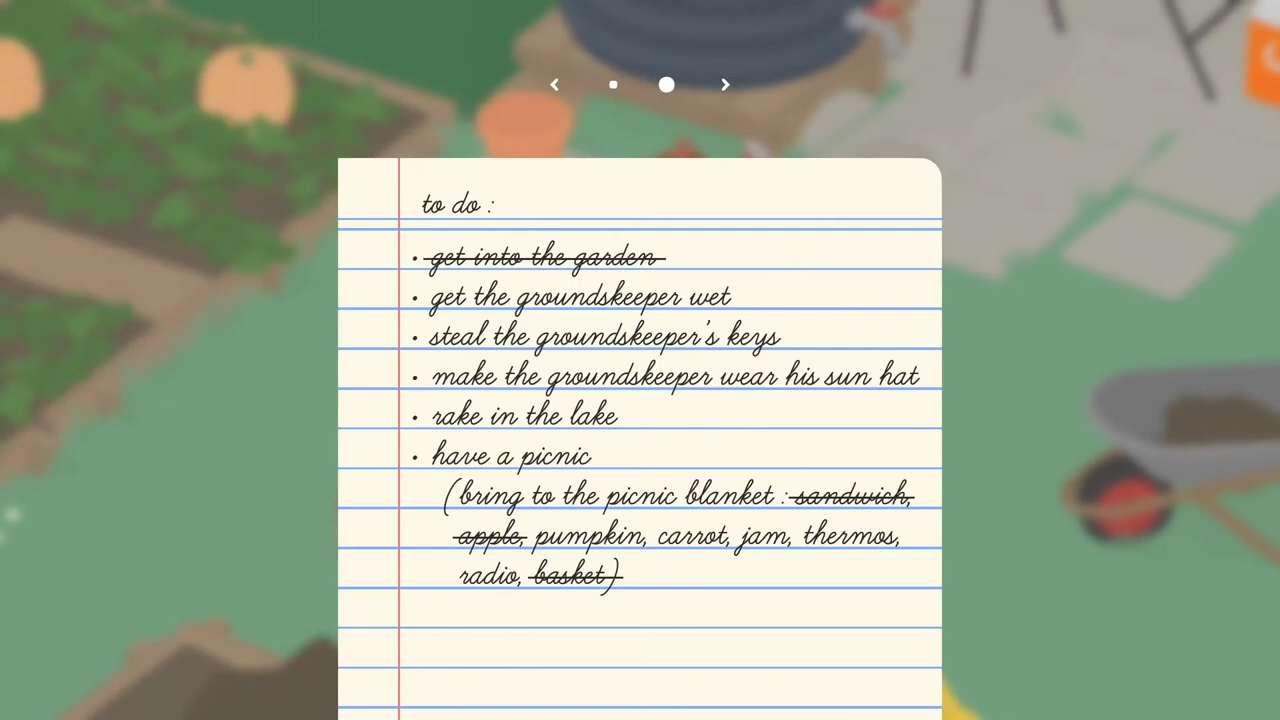 to do :
• get into the garden
• get the groundskeeper wet
• steal the groundskeeper's keys
• make the groundskeeper wear his sun hat
• rake in the lake
• have a picnic
(bring to the picnic blanket : sandwich,
apple, pumpkin, carrot, jam, thermos,
radio, basket)